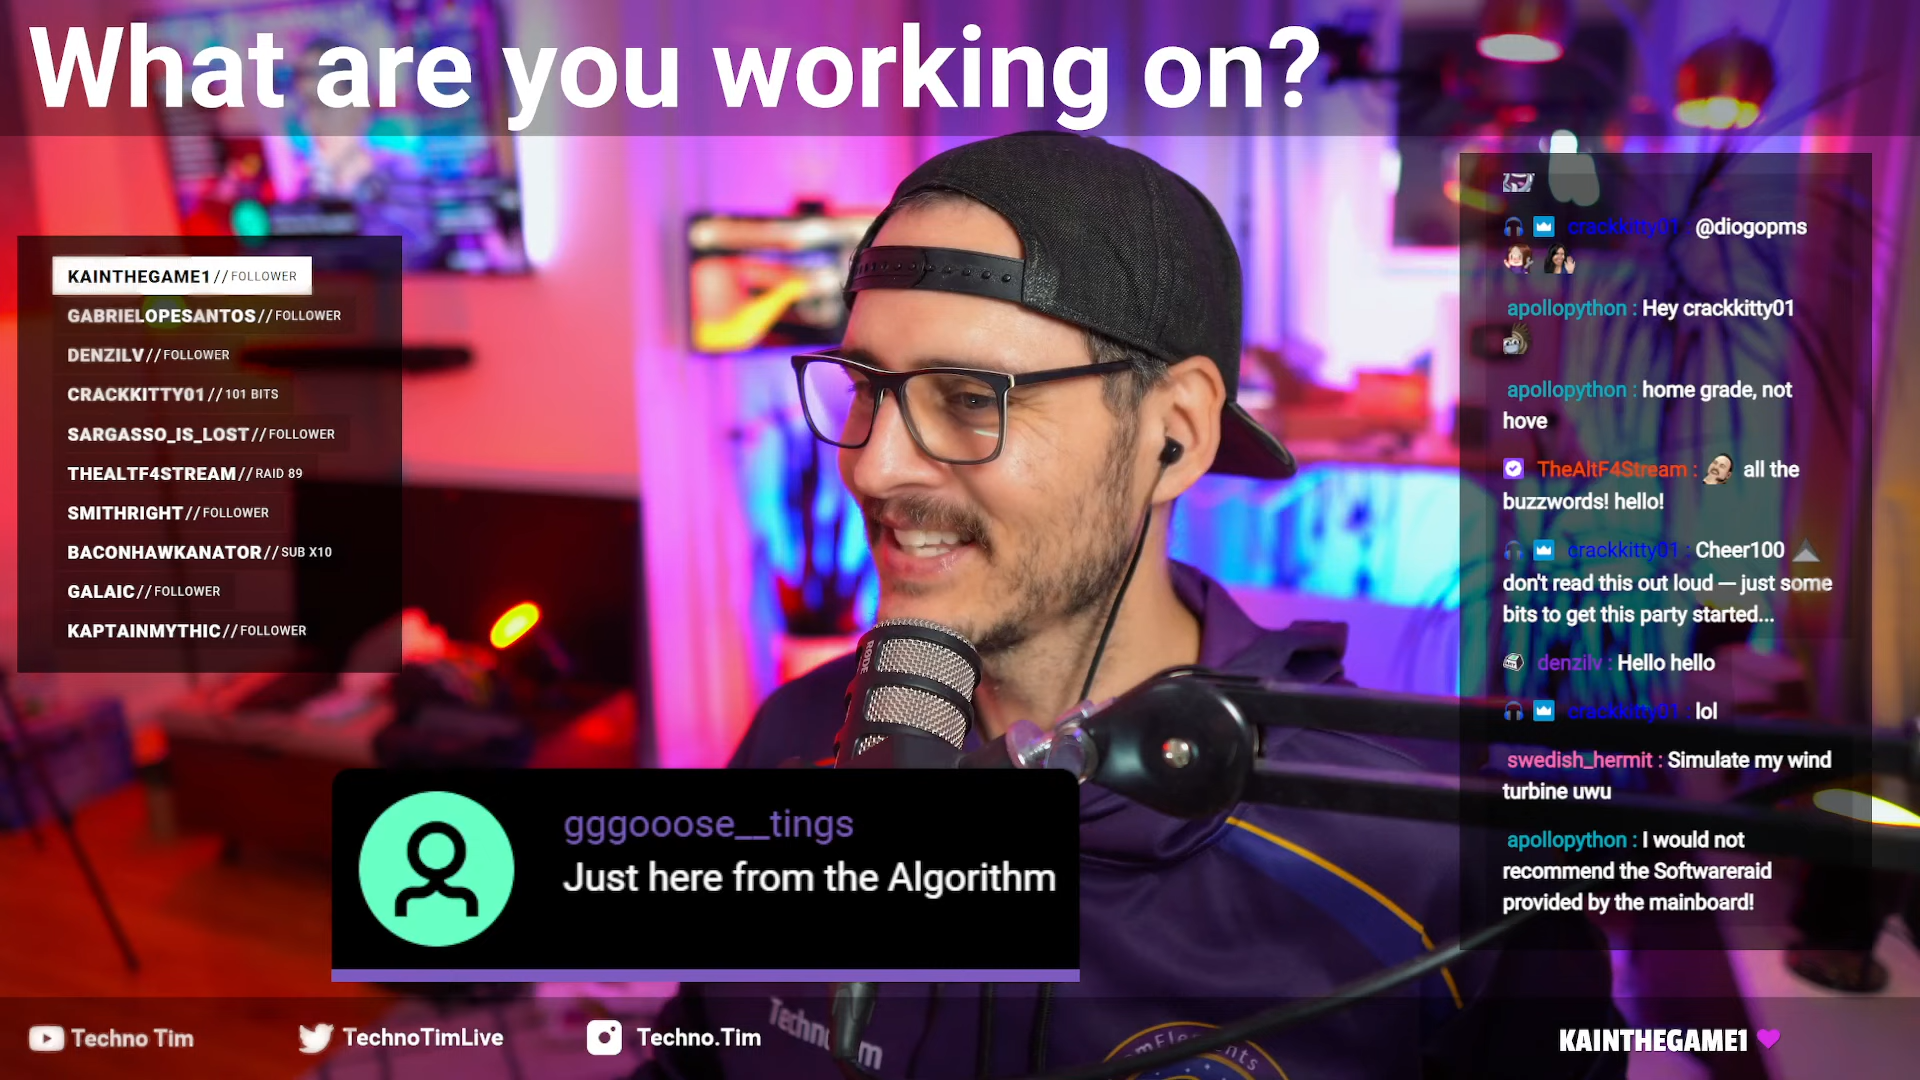 What are you working on?
KAINTHEGAME1 // FOLLOWER
GABRIELOPESANTOS // FOLLOWER
DENZILV // FOLLOWER
CRACKKITTY01 // 101 BITS
SARGASSO_IS_LOST // FOLLOWER
THEALTF4STREAM // RAID 89
SMITHRIGHT // FOLLOWER
BACONHAWKANATOR // SUB X10
GALAIC // FOLLOWER
KAPTAINMYTHIC // FOLLOWER
crackkitty01 : @diogopms
apollopython : Hey crackkitty01
apollopython : home grade, not
hove
TheAltF4Stream : all the
buzzwords! hello!
crackkitty01 : Cheer100
don't read this out loud — just some
bits to get this party started...
denzilv : Hello hello
crackkitty01 : lol
swedish_hermit : Simulate my wind
turbine uwu
apollopython : I would not
recommend the Softwareraid
provided by the mainboard!
RODE
gggooose__tings
Just here from the Algorithm
Techno Tim
TechnoTimLive
Techno.Tim
KAINTHEGAME1